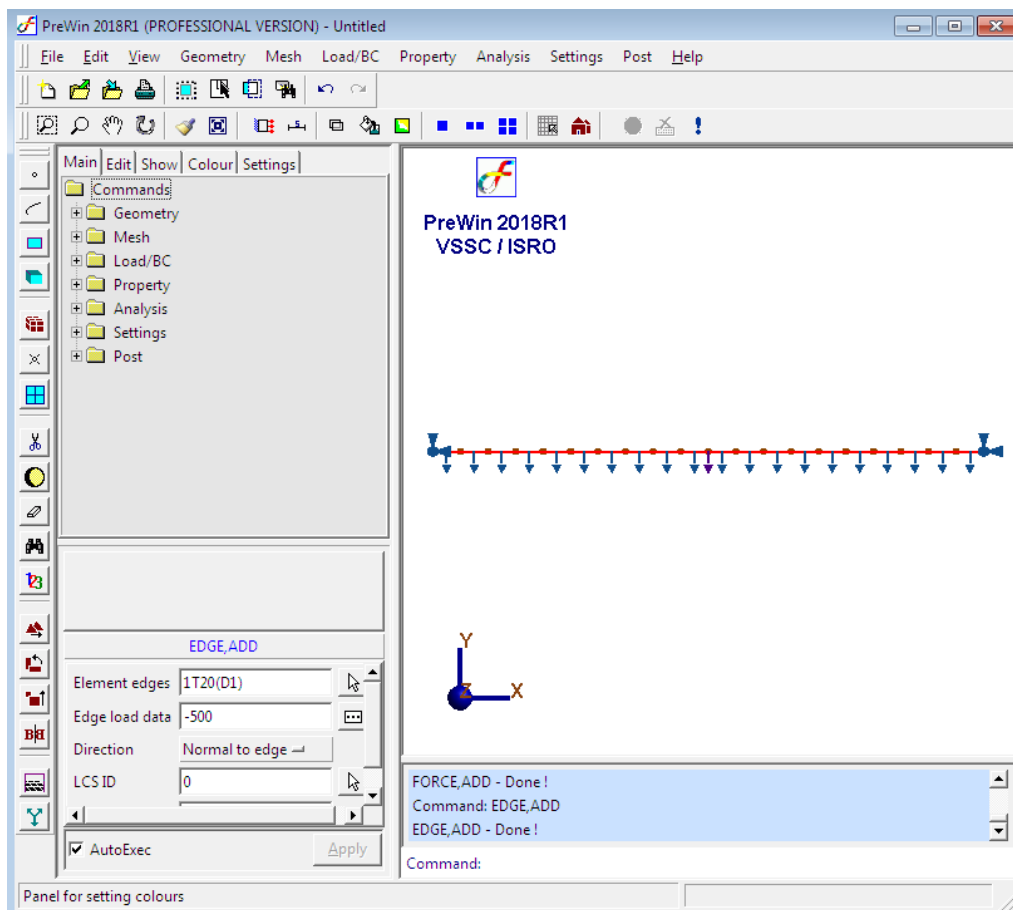 PreWin 2018R1 (PROFESSIONAL VERSION) - Untitled
File Edit View Geometry Mesh Load/BC Property Analysis Settings Post Help
Main Edit Show Colour Settings
Commands
Geometry
Mesh
Load/BC
Property
Analysis
Settings
Post
PreWin 2018R1
VSSC / ISRO
Y
Z
X
123
B B
EDGE,ADD
Element edges 1T20(D1)
Edge load data -500
Direction Normal to edge
LCS ID 0
AutoExec Apply
FORCE,ADD - Done !
Command: EDGE,ADD
EDGE,ADD - Done !
Command:
Panel for setting colours